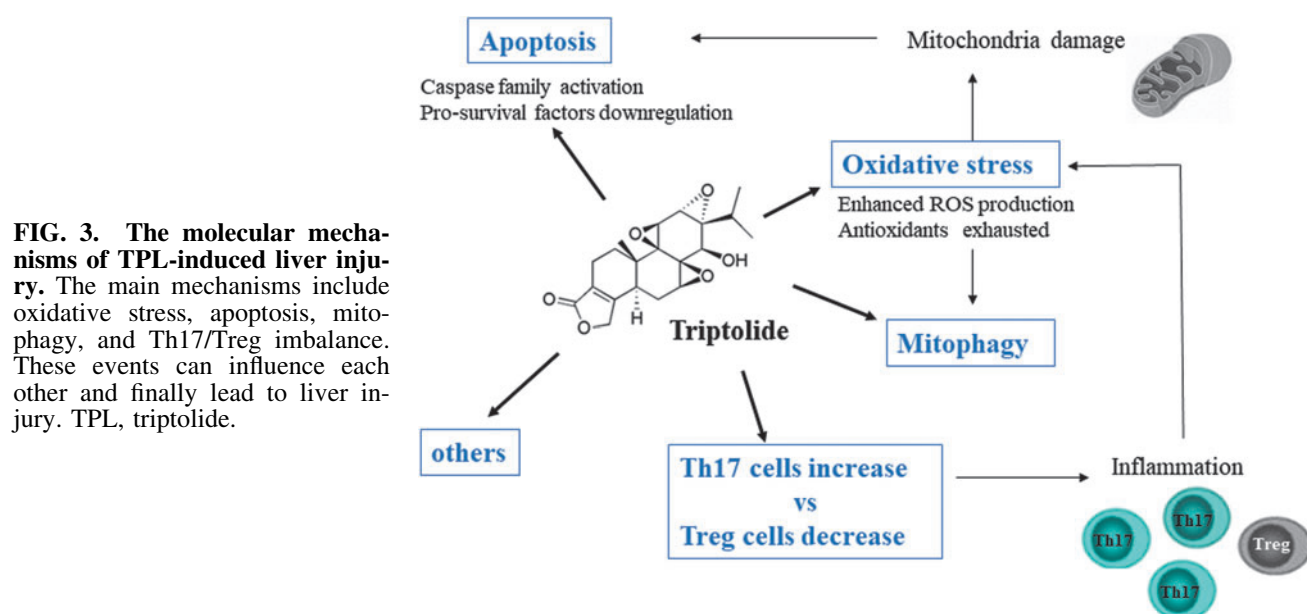 FIG. 3. The molecular mecha-
nisms of TPL-induced liver inju-
ry. The main mechanisms include
oxidative stress, apoptosis, mito-
phagy, and Th17/Treg imbalance.
These events can influence each
other and finally lead to liver in-
jury. TPL, triptolide.
Apoptosis
Caspase family activation
Pro-survival factors downregulation
Mitochondria damage
Oxidative stress
Enhanced ROS production
Antioxidants exhausted
O
O
OH
O
O
O
H
Triptolide
Mitophagy
others
Th17 cells increase
vs
Treg cells decrease
Inflammation
Th17
Th17
Treg
Th17